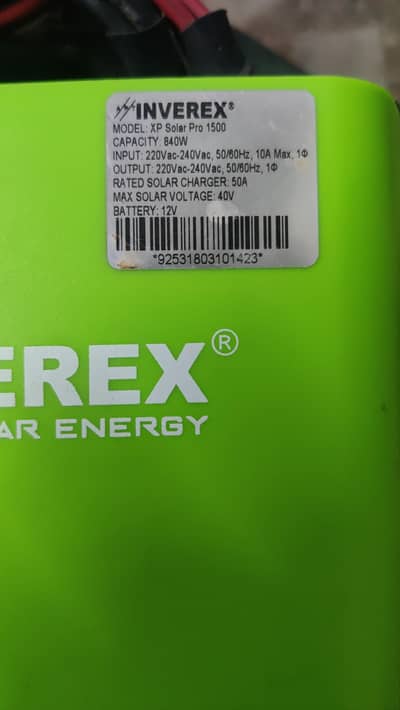 INVEREX®
MODEL: XP Solar Pro 1500
CAPACITY: 840W
INPUT: 220Vac-240Vac, 50/60Hz, 10A Max, 1Φ
OUTPUT: 220Vac-240Vac, 50/60Hz, 1Φ
RATED SOLAR CHARGER: 50A
MAX SOLAR VOLTAGE: 40V
BATTERY: 12V
*92531803101423*
EREX®
AR ENERGY